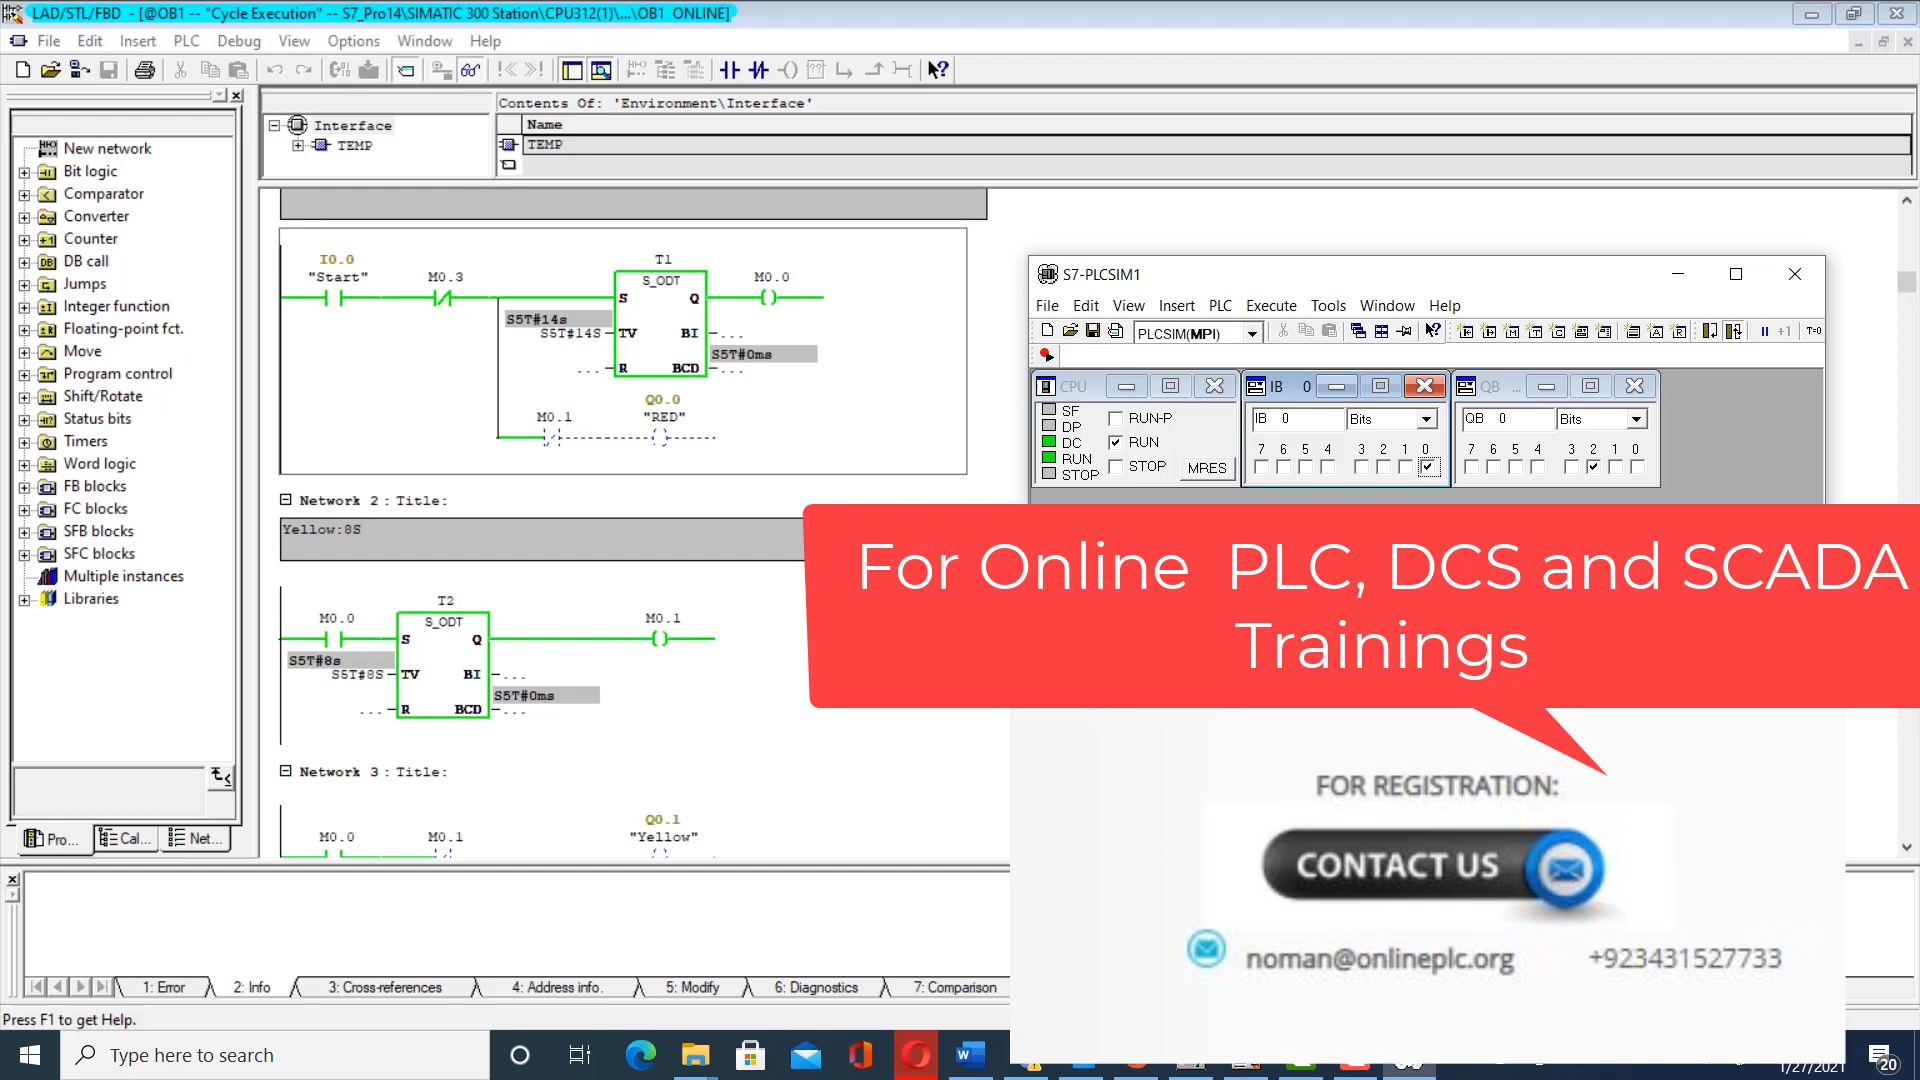 LAD/STL/FBD - [@OB1 -- "Cycle Execution" -- S7_Pro14\SIMATIC 300 Station\CPU312(1)\...\OB1 ONLINE]
File Edit Insert PLC Debug View Options Window Help
Contents Of: 'Environment\Interface'
Interface
TEMP
Name
TEMP
New network
Bit logic
Comparator
Converter
Counter
DB call
Jumps
Integer function
Floating-point fct.
Move
Program control
Shift/Rotate
Status bits
Timers
Word logic
FB blocks
FC blocks
SFB blocks
SFC blocks
Multiple instances
Libraries
Pro... Cal... Net...
I0.0
"Start" M0.3
T1
S_ODT
M0.0
S Q
S5T#14s
S5T#14S TV BI ...
S5T#0ms
... R BCD ...
Q0.0
M0.1 "RED"
Network 2 : Title:
Yellow:8S
T2
M0.0 S_ODT M0.1
S Q
S5T#8s
S5T#8S TV BI ...
S5T#0ms
... R BCD ...
Network 3 : Title:
Q0.1
M0.0 M0.1 "Yellow"
S7-PLCSIM1
File Edit View Insert PLC Execute Tools Window Help
PLCSIM(MPI)
+1 T=0
CPU
SF
DP
DC
RUN
STOP
RUN-P
RUN
STOP
MRES
IB 0
IB 0 Bits
7 6 5 4 3 2 1 0
QB ...
QB 0 Bits
7 6 5 4 3 2 1 0
For Online PLC, DCS and SCADA
Trainings
FOR REGISTRATION:
CONTACT US
noman@onlineplc.org +923431527733
1: Error 2: Info 3: Cross-references 4: Address info. 5: Modify 6: Diagnostics 7: Comparison
Press F1 to get Help.
Type here to search
1/27/2021
20